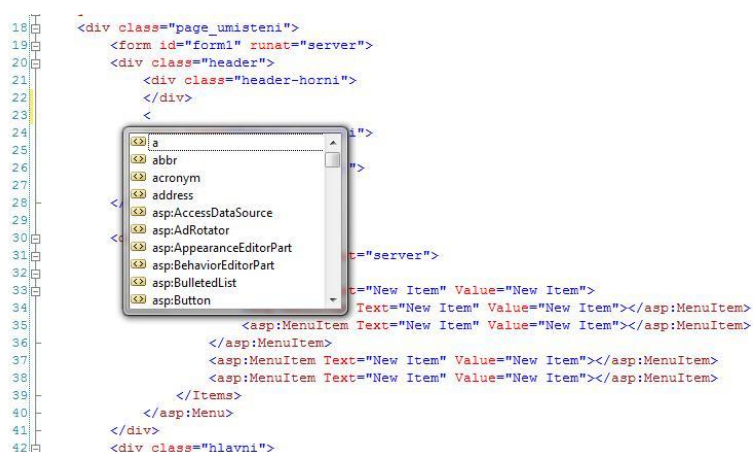 18 <div class="page_umisteni">
19 <form id="form1" runat="server">
20 <div class="header">
21 <div class="header-horni">
22 </div>
23 <
24 i">
25
26 ">
27
28 </
29
30 <
31 t="server">
32
33 t="New Item" Value="New Item">
34 Text="New Item" Value="New Item"></asp:MenuItem>
35 <asp:MenuItem Text="New Item" Value="New Item"></asp:MenuItem>
36 </asp:MenuItem>
37 <asp:MenuItem Text="New Item" Value="New Item"></asp:MenuItem>
38 <asp:MenuItem Text="New Item" Value="New Item"></asp:MenuItem>
39 </Items>
40 </asp:Menu>
41 </div>
42 <div class="hlavni">
a
abbr
acronym
address
asp:AccessDataSource
asp:AdRotator
asp:AppearanceEditorPart
asp:BehaviorEditorPart
asp:BulletedList
asp:Button